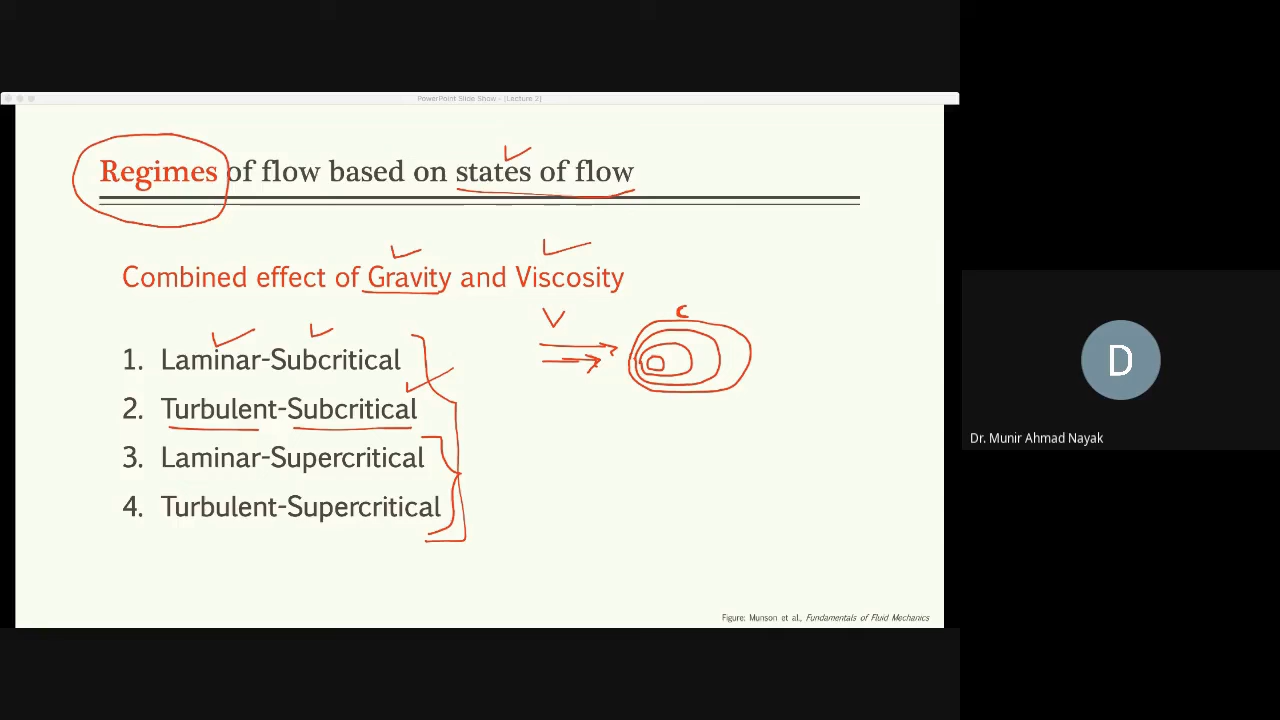 PowerPoint Slide Show - [Lecture 2]
Regimes of flow based on states of flow
Combined effect of Gravity and Viscosity
V
c
1. Laminar-Subcritical
2. Turbulent-Subcritical
3. Laminar-Supercritical
4. Turbulent-Supercritical
Figure: Munson et al., Fundamentals of Fluid Mechanics
D
Dr. Munir Ahmad Nayak